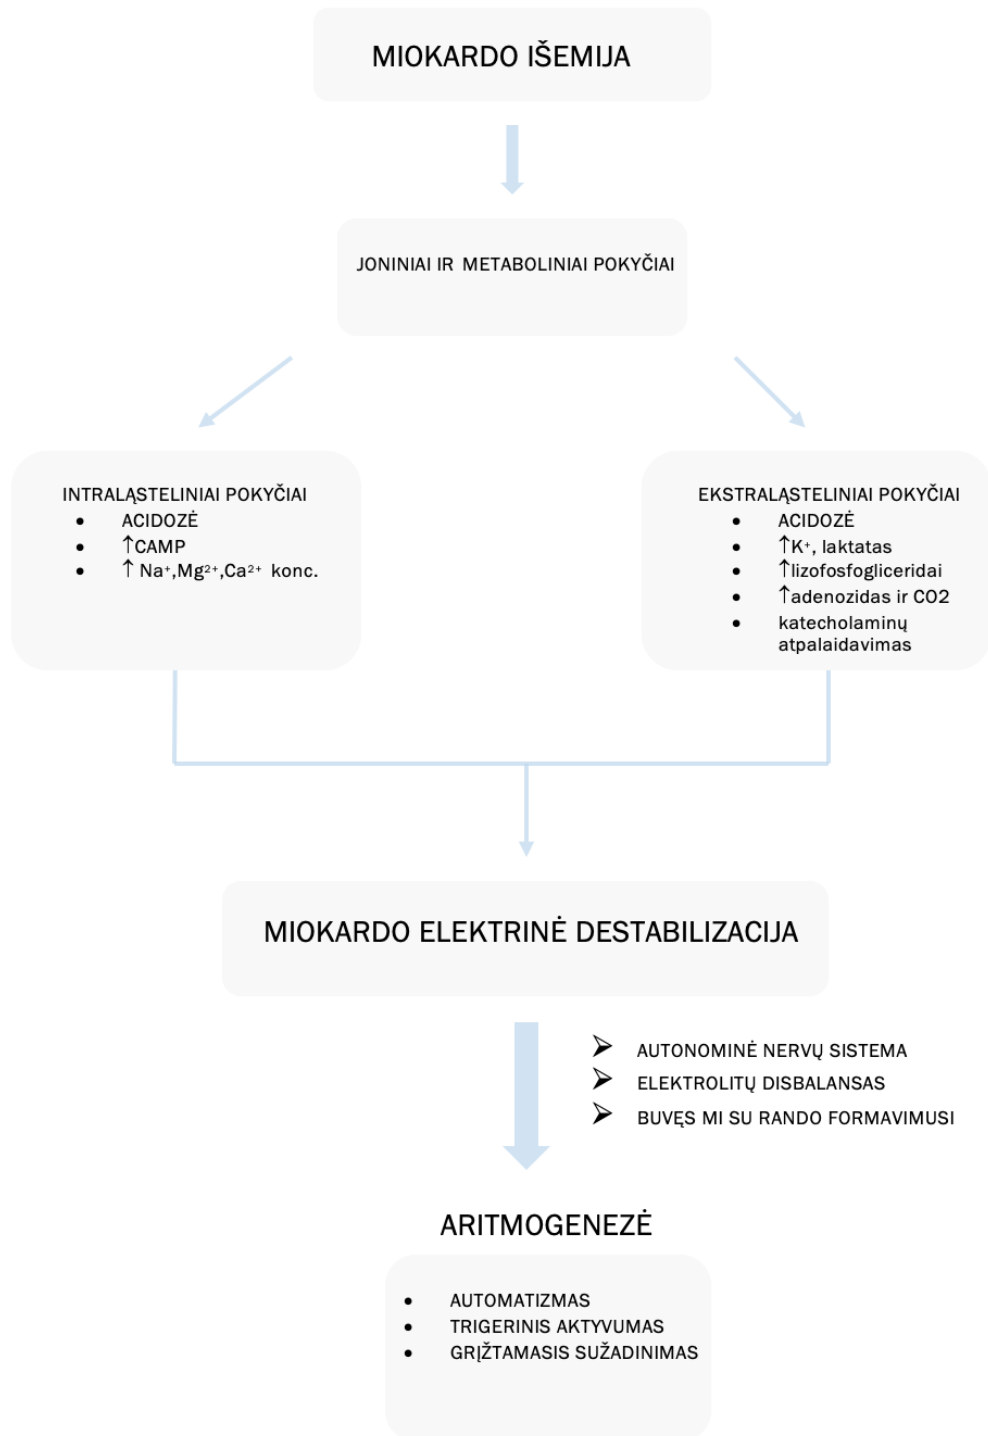 MIOKARDO IŠEMIJA
JONINIAI IR METABOLINIAI POKYČIAI
INTRALĄSTELINIAI POKYČIAI
• ACIDOZĖ
• ↑CAMP
• ↑ Na⁺,Mg²⁺,Ca²⁺ konc.
EKSTRALĄSTELINIAI POKYČIAI
• ACIDOZĖ
• ↑K⁺, laktatas
• ↑lizofosfogliceridai
• ↑adenozidas ir CO2
• katecholaminų
atpalaidavimas
MIOKARDO ELEKTRINĖ DESTABILIZACIJA
➢ AUTONOMINĖ NERVŲ SISTEMA
➢ ELEKTROLITŲ DISBALANSAS
➢ BUVĘS MI SU RANDO FORMAVIMUSI
ARITMOGENEZĖ
• AUTOMATIZMAS
• TRIGERINIS AKTYVUMAS
• GRĮŽTAMASIS SUŽADINIMAS